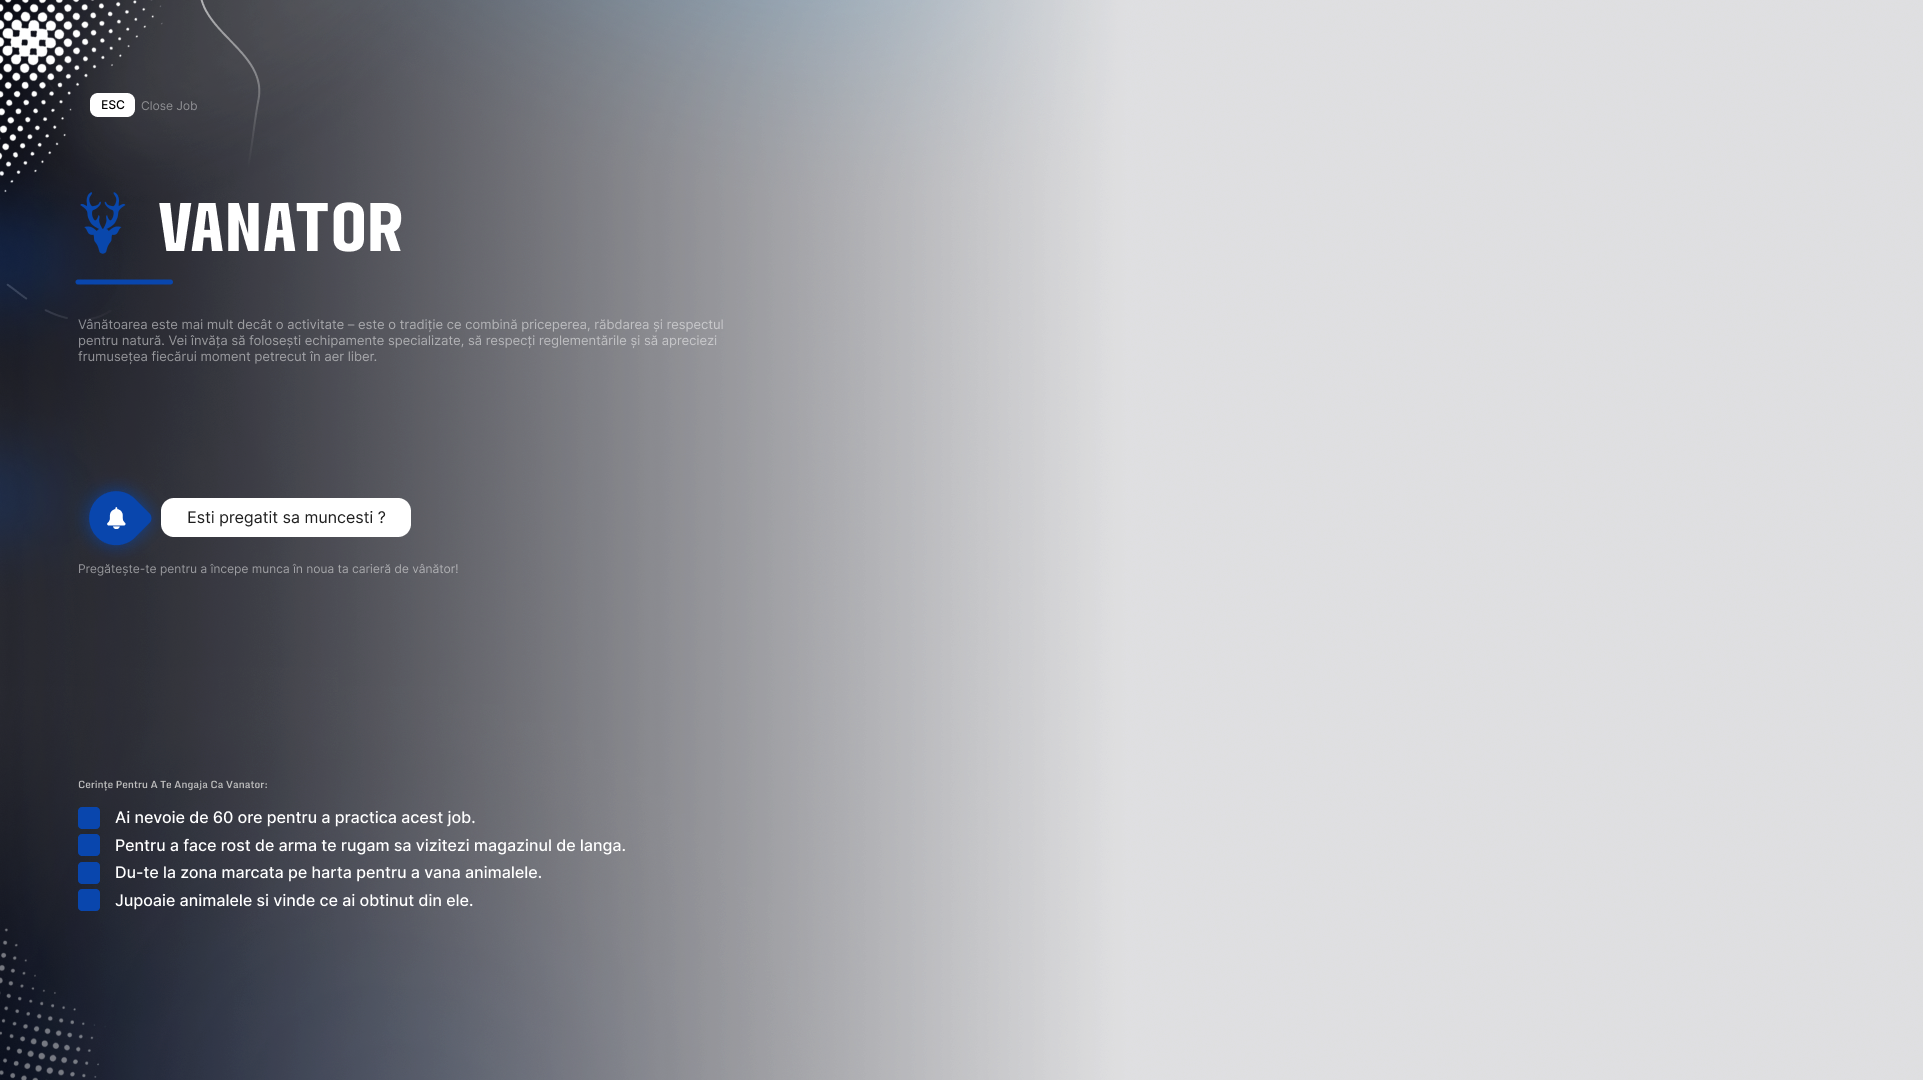 ESC Close Job
VANATOR
Vânătoarea este mai mult decât o activitate – este o tradiție ce combină priceperea, răbdarea și respectul
pentru natură. Vei învăța să folosești echipamente specializate, să respecți reglementările și să apreciezi
frumusețea fiecărui moment petrecut în aer liber.
Esti pregatit sa muncesti ?
Pregătește-te pentru a începe munca în noua ta carieră de vânător!
Cerințe Pentru A Te Angaja Ca Vanator:
Ai nevoie de 60 ore pentru a practica acest job.
Pentru a face rost de arma te rugam sa vizitezi magazinul de langa.
Du-te la zona marcata pe harta pentru a vana animalele.
Jupoaie animalele si vinde ce ai obtinut din ele.